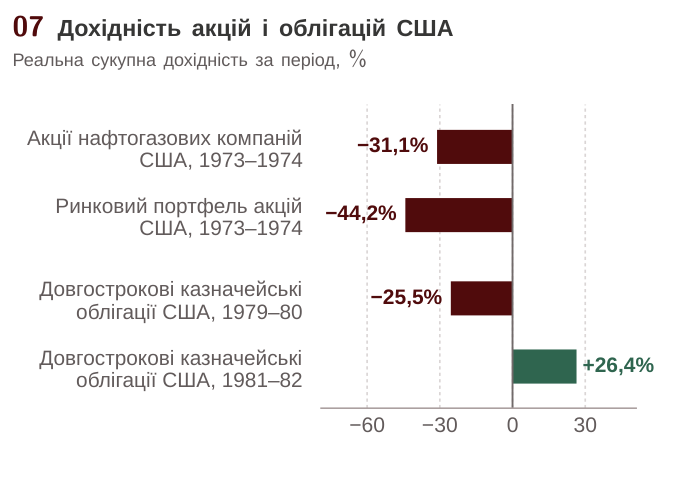 07 Дохідність акцій і облігацій США
Реальна сукупна дохідність за період, %
Акції нафтогазових компаній
США, 1973–1974
−31,1%
Ринковий портфель акцій
США, 1973–1974
−44,2%
Довгострокові казначейські
облігації США, 1979–80
−25,5%
Довгострокові казначейські
облігації США, 1981–82
+26,4%
−60 −30 0 30